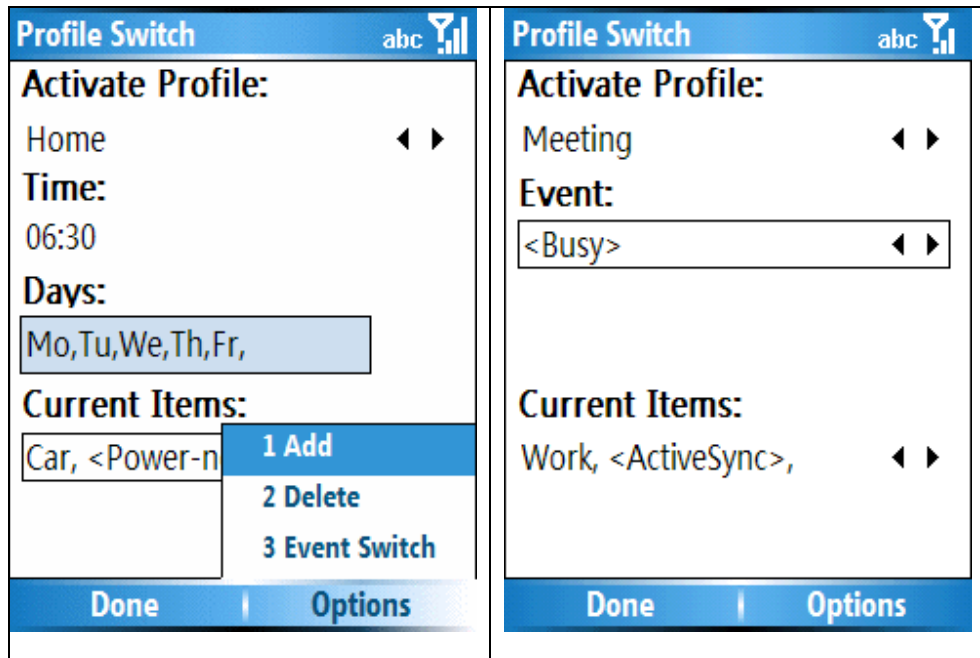 Profile Switch abc
Activate Profile:
Home
Time:
06:30
Days:
Mo,Tu,We,Th,Fr,
Current Items:
Car, <Power-n
1 Add
2 Delete
3 Event Switch
Done Options
Profile Switch abc
Activate Profile:
Meeting
Event:
<Busy>
Current Items:
Work, <ActiveSync>,
Done Options